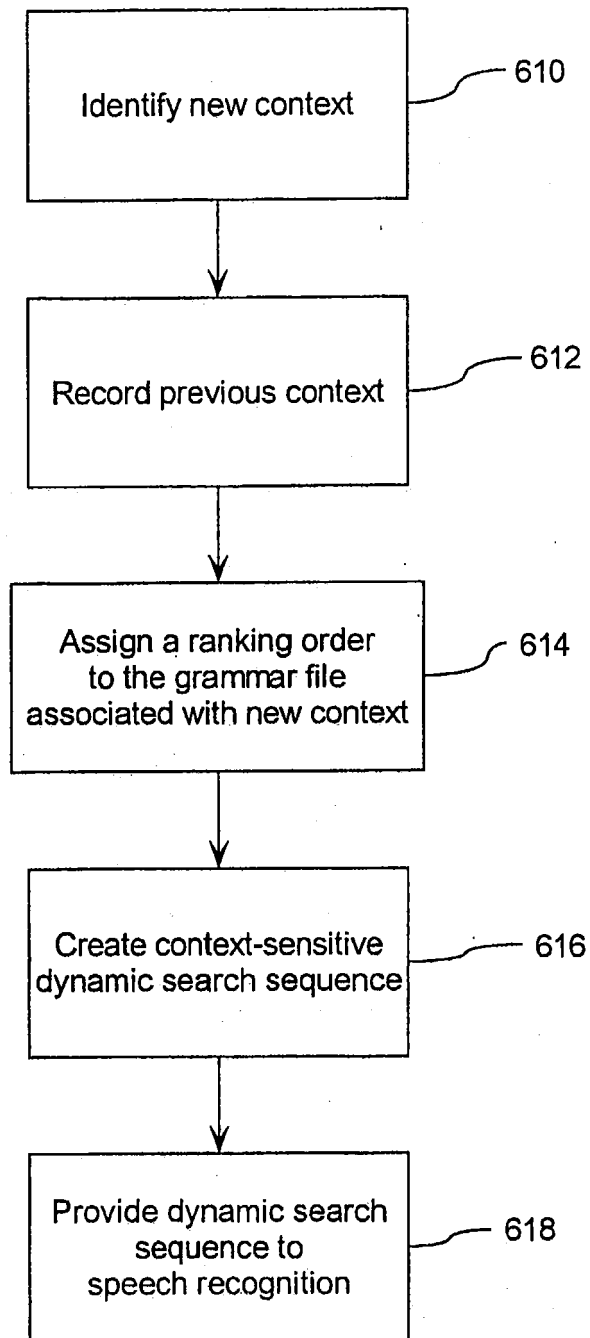 Identify new context
610
Record previous context
612
Assign a ranking order
to the grammar file
associated with new context
614
Create context-sensitive
dynamic search sequence
616
Provide dynamic search
sequence to
speech recognition
618